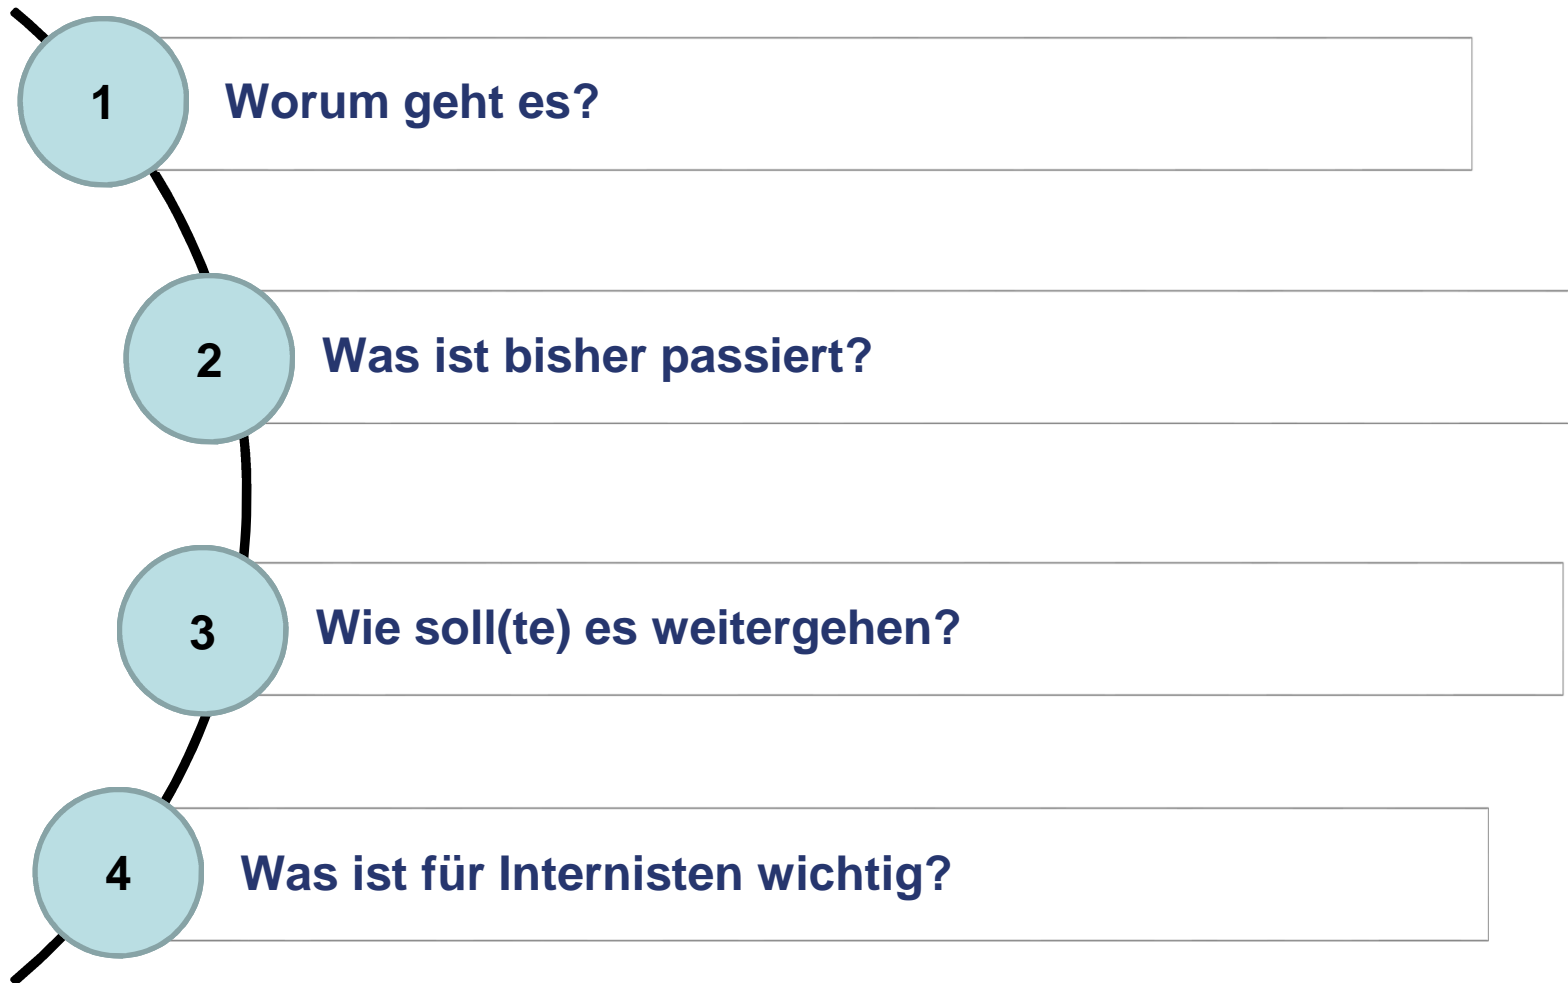 1
Worum geht es?
2
Was ist bisher passiert?
3
Wie soll(te) es weitergehen?
4
Was ist für Internisten wichtig?